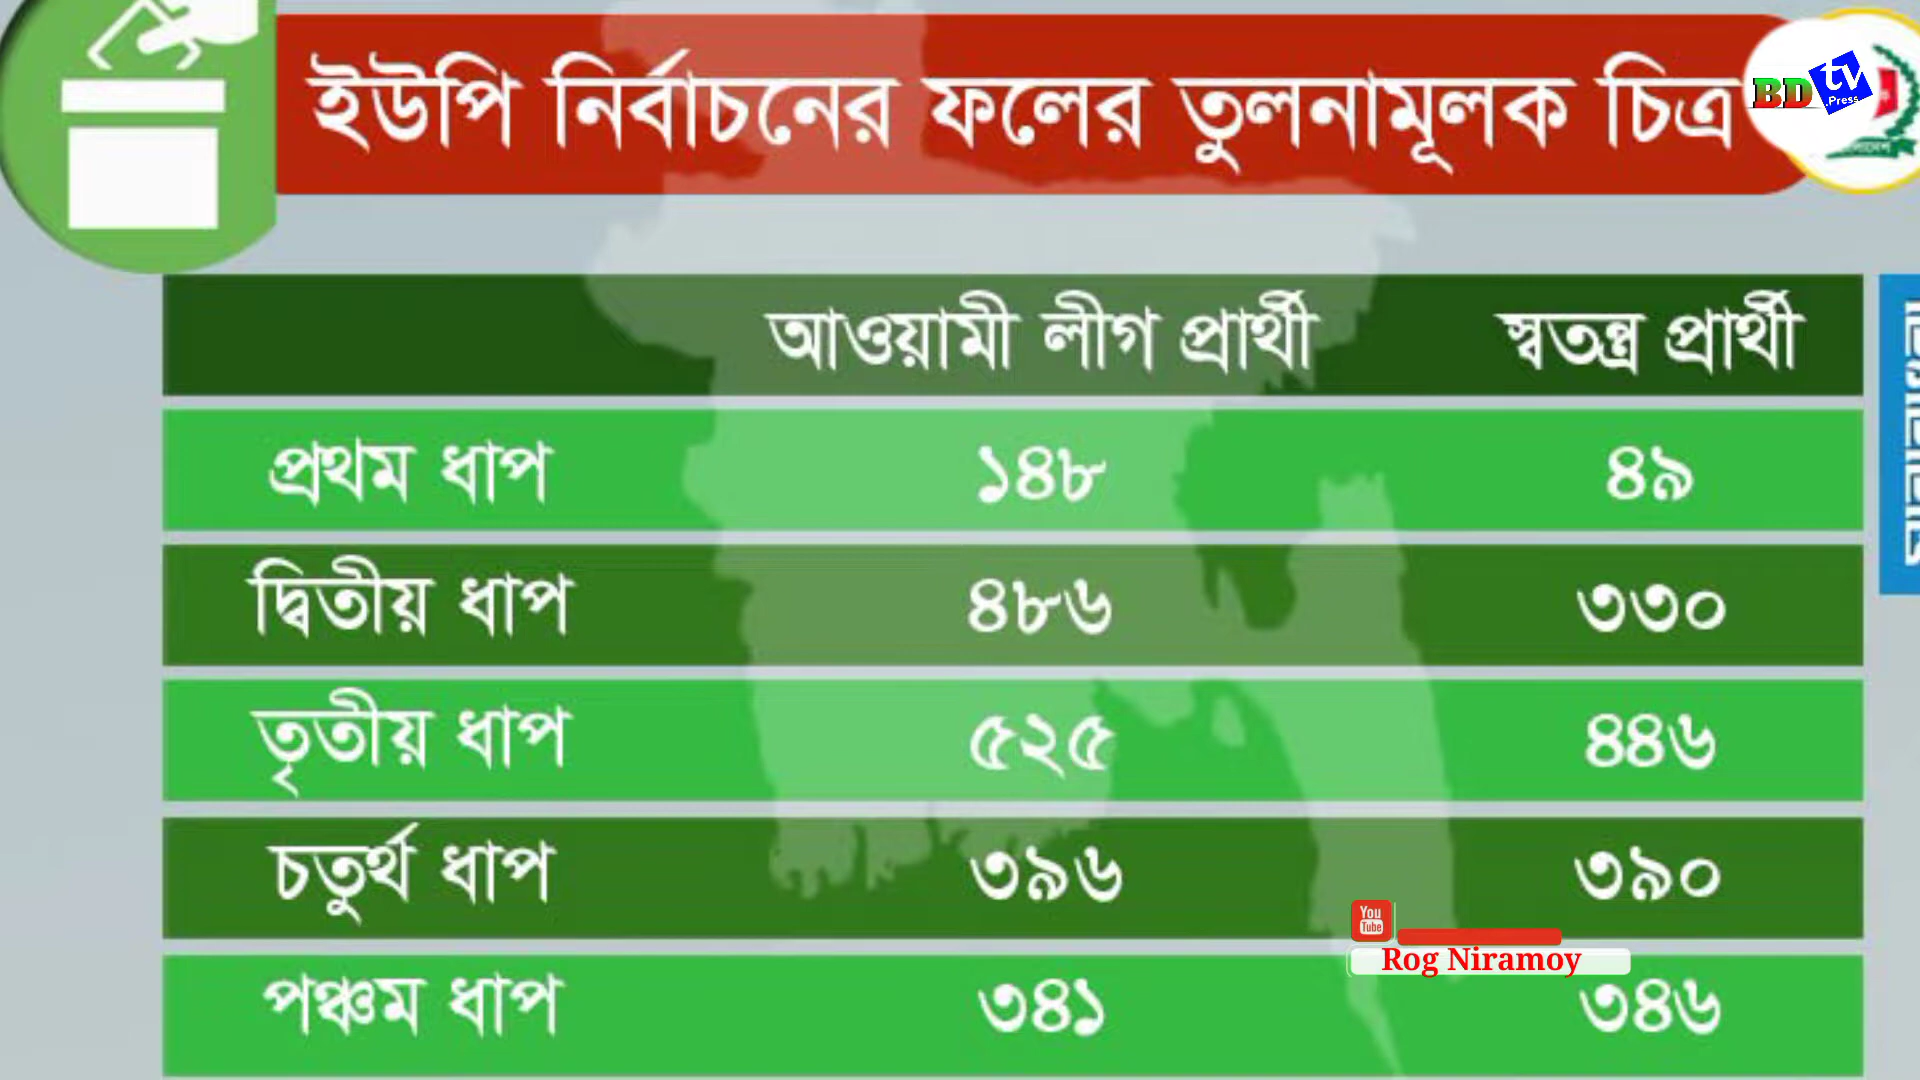 ইউপি নির্বাচনের ফলের তুলনামূলক চিত্র
BD tv .Press
আওয়ামী লীগ প্রার্থী স্বতন্ত্র প্রার্থী
প্রথম ধাপ ১৪৮ ৪৯
দ্বিতীয় ধাপ ৪৮৬ ৩৩০
তৃতীয় ধাপ ৫২৫ ৪৪৬
চতুর্থ ধাপ ৩৯৬ ৩৯০
You Tube
Rog Niramoy
পঞ্চম ধাপ ৩৪১ ৩৪৬